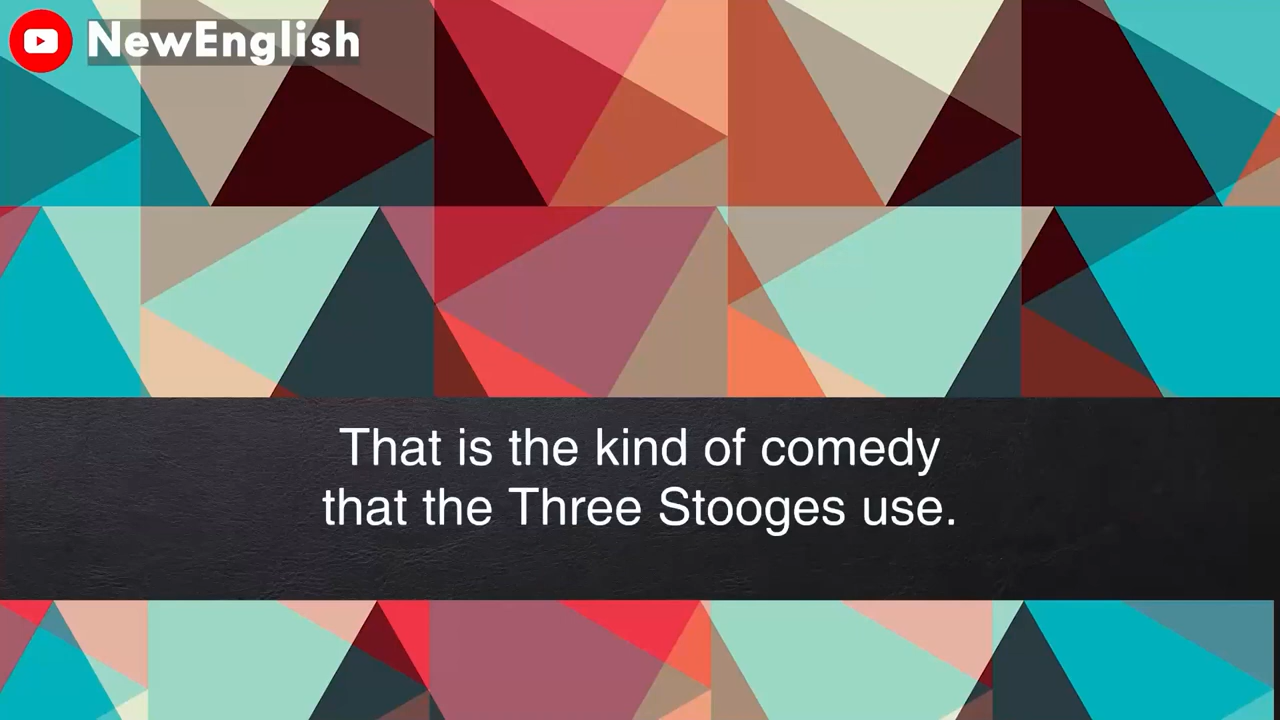 NewEnglish
That is the kind of comedy
that the Three Stooges use.